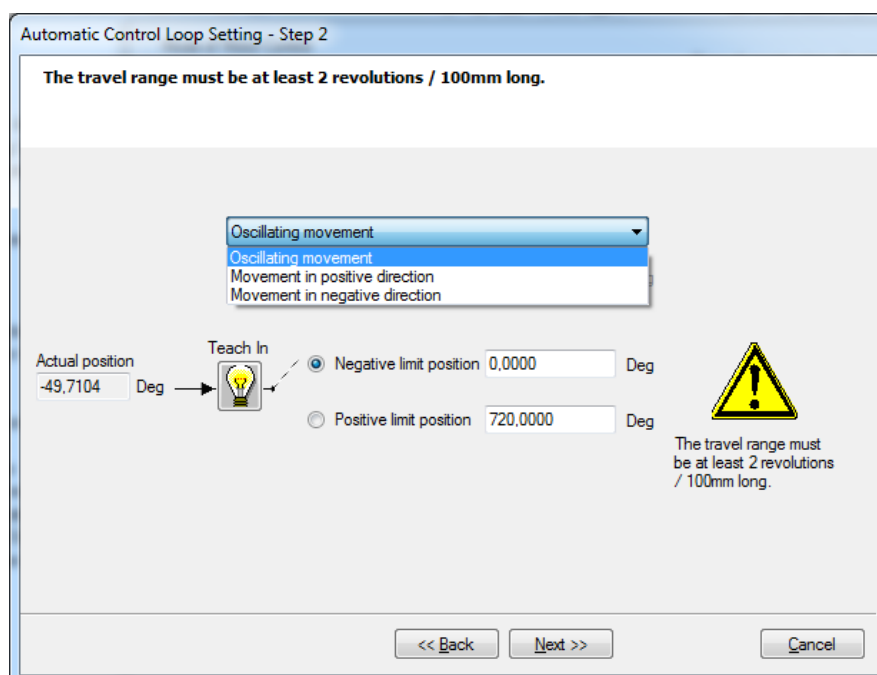 Automatic Control Loop Setting - Step 2
The travel range must be at least 2 revolutions / 100mm long.
Oscillating movement
Oscillating movement
Movement in positive direction
Movement in negative direction
Actual position
-49,7104 Deg
Teach In
Negative limit position 0,0000 Deg
Positive limit position 720,0000 Deg
The travel range must
be at least 2 revolutions
/ 100mm long.
<< Back Next >> Cancel